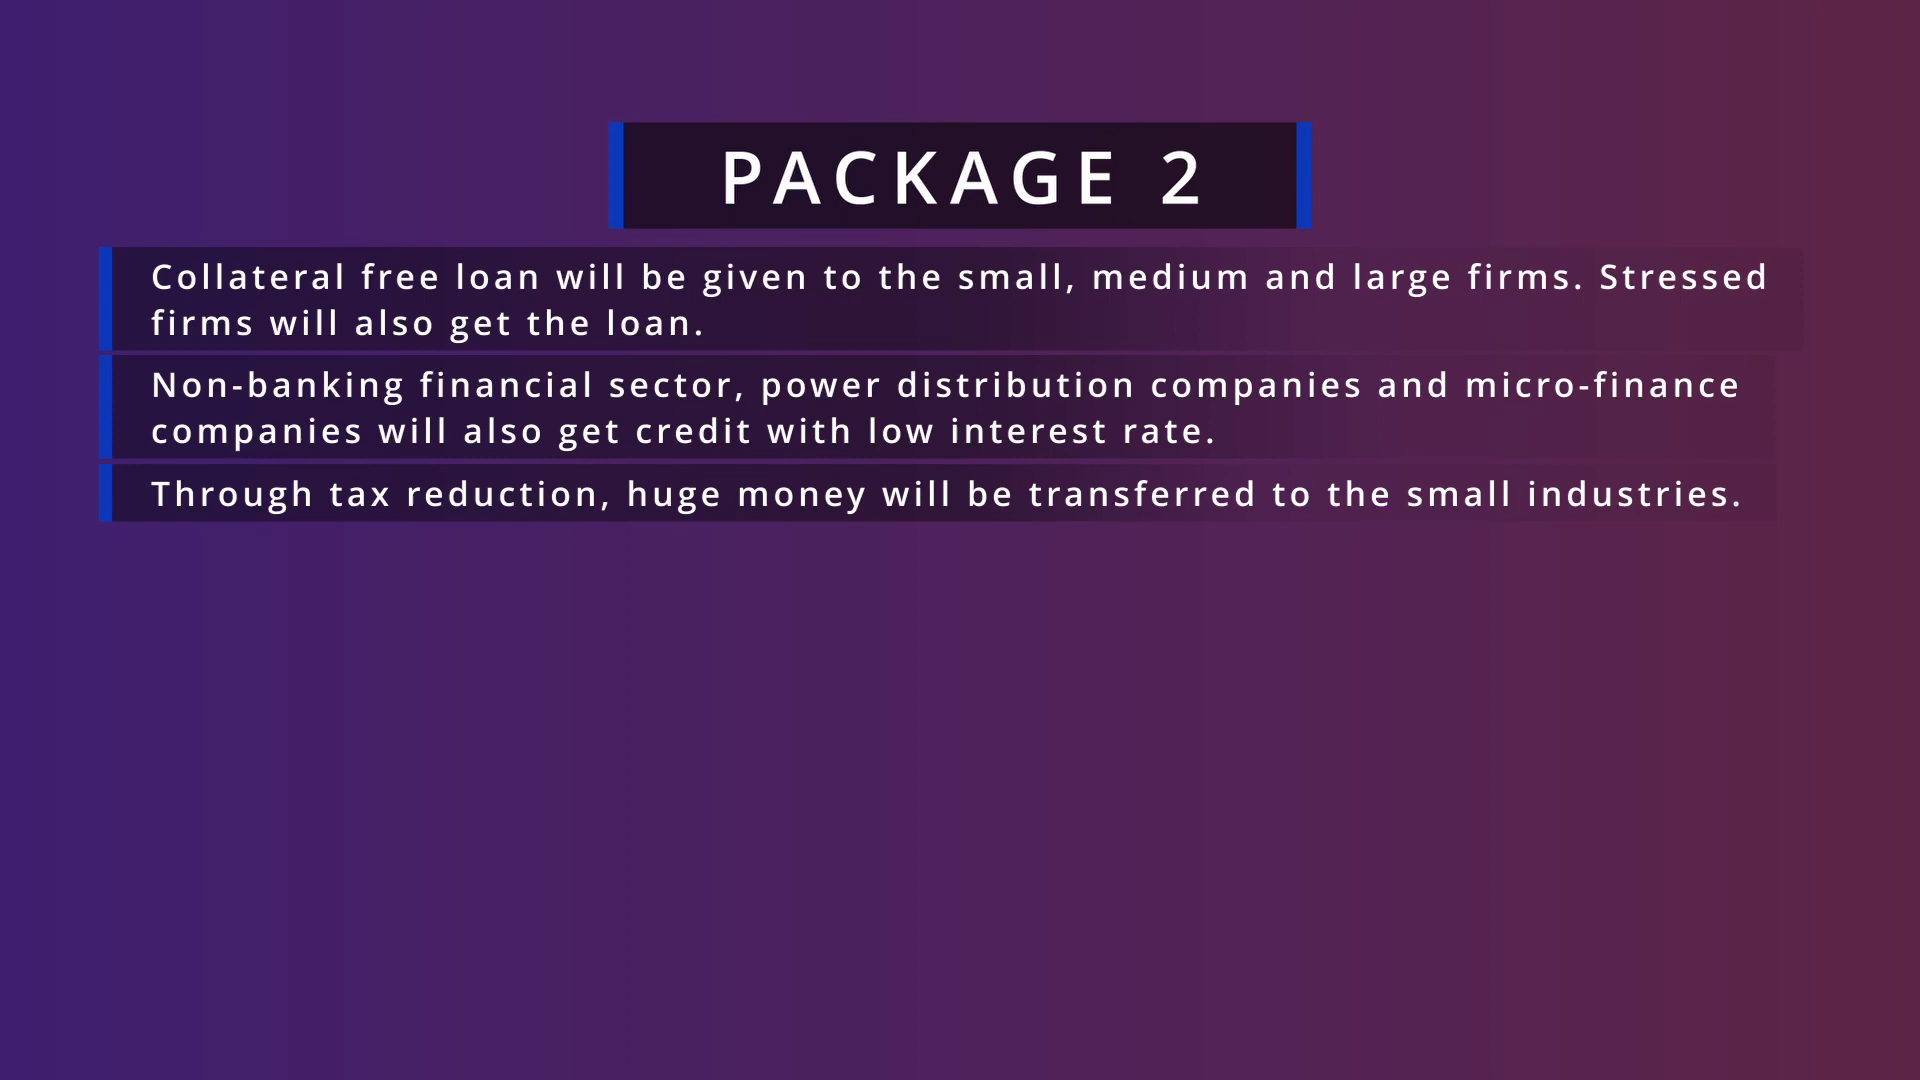 PACKAGE 2
Collateral free loan will be given to the small, medium and large firms. Stressed
firms will also get the loan.
Non-banking financial sector, power distribution companies and micro-finance
companies will also get credit with low interest rate.
Through tax reduction, huge money will be transferred to the small industries.